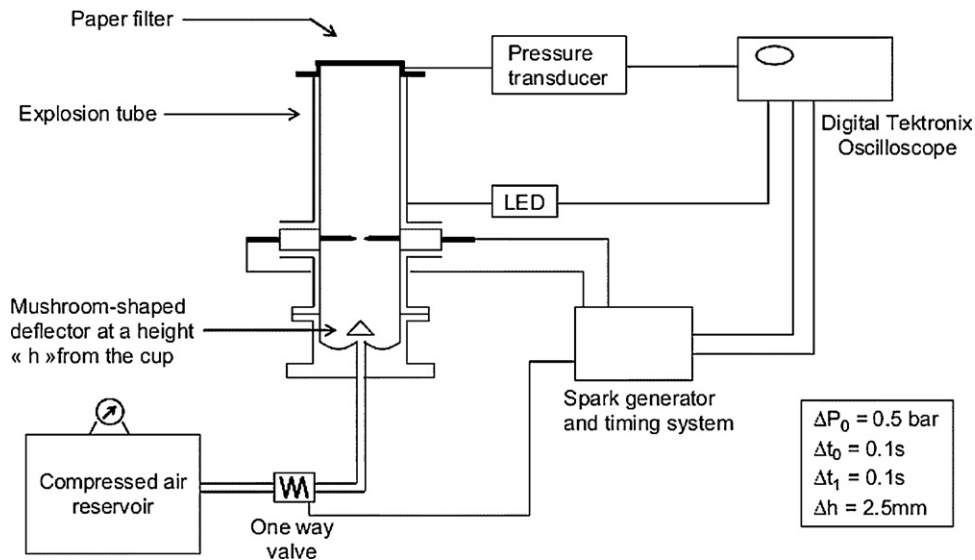 Paper filter
Explosion tube
Pressure
transducer
Digital Tektronix
Oscilloscope
LED
Mushroom-shaped
deflector at a height
« h »from the cup
Spark generator
and timing system
Compressed air
reservoir
One way
valve
ΔP₀ = 0.5 bar
Δt₀ = 0.1s
Δt₁ = 0.1s
Δh = 2.5mm